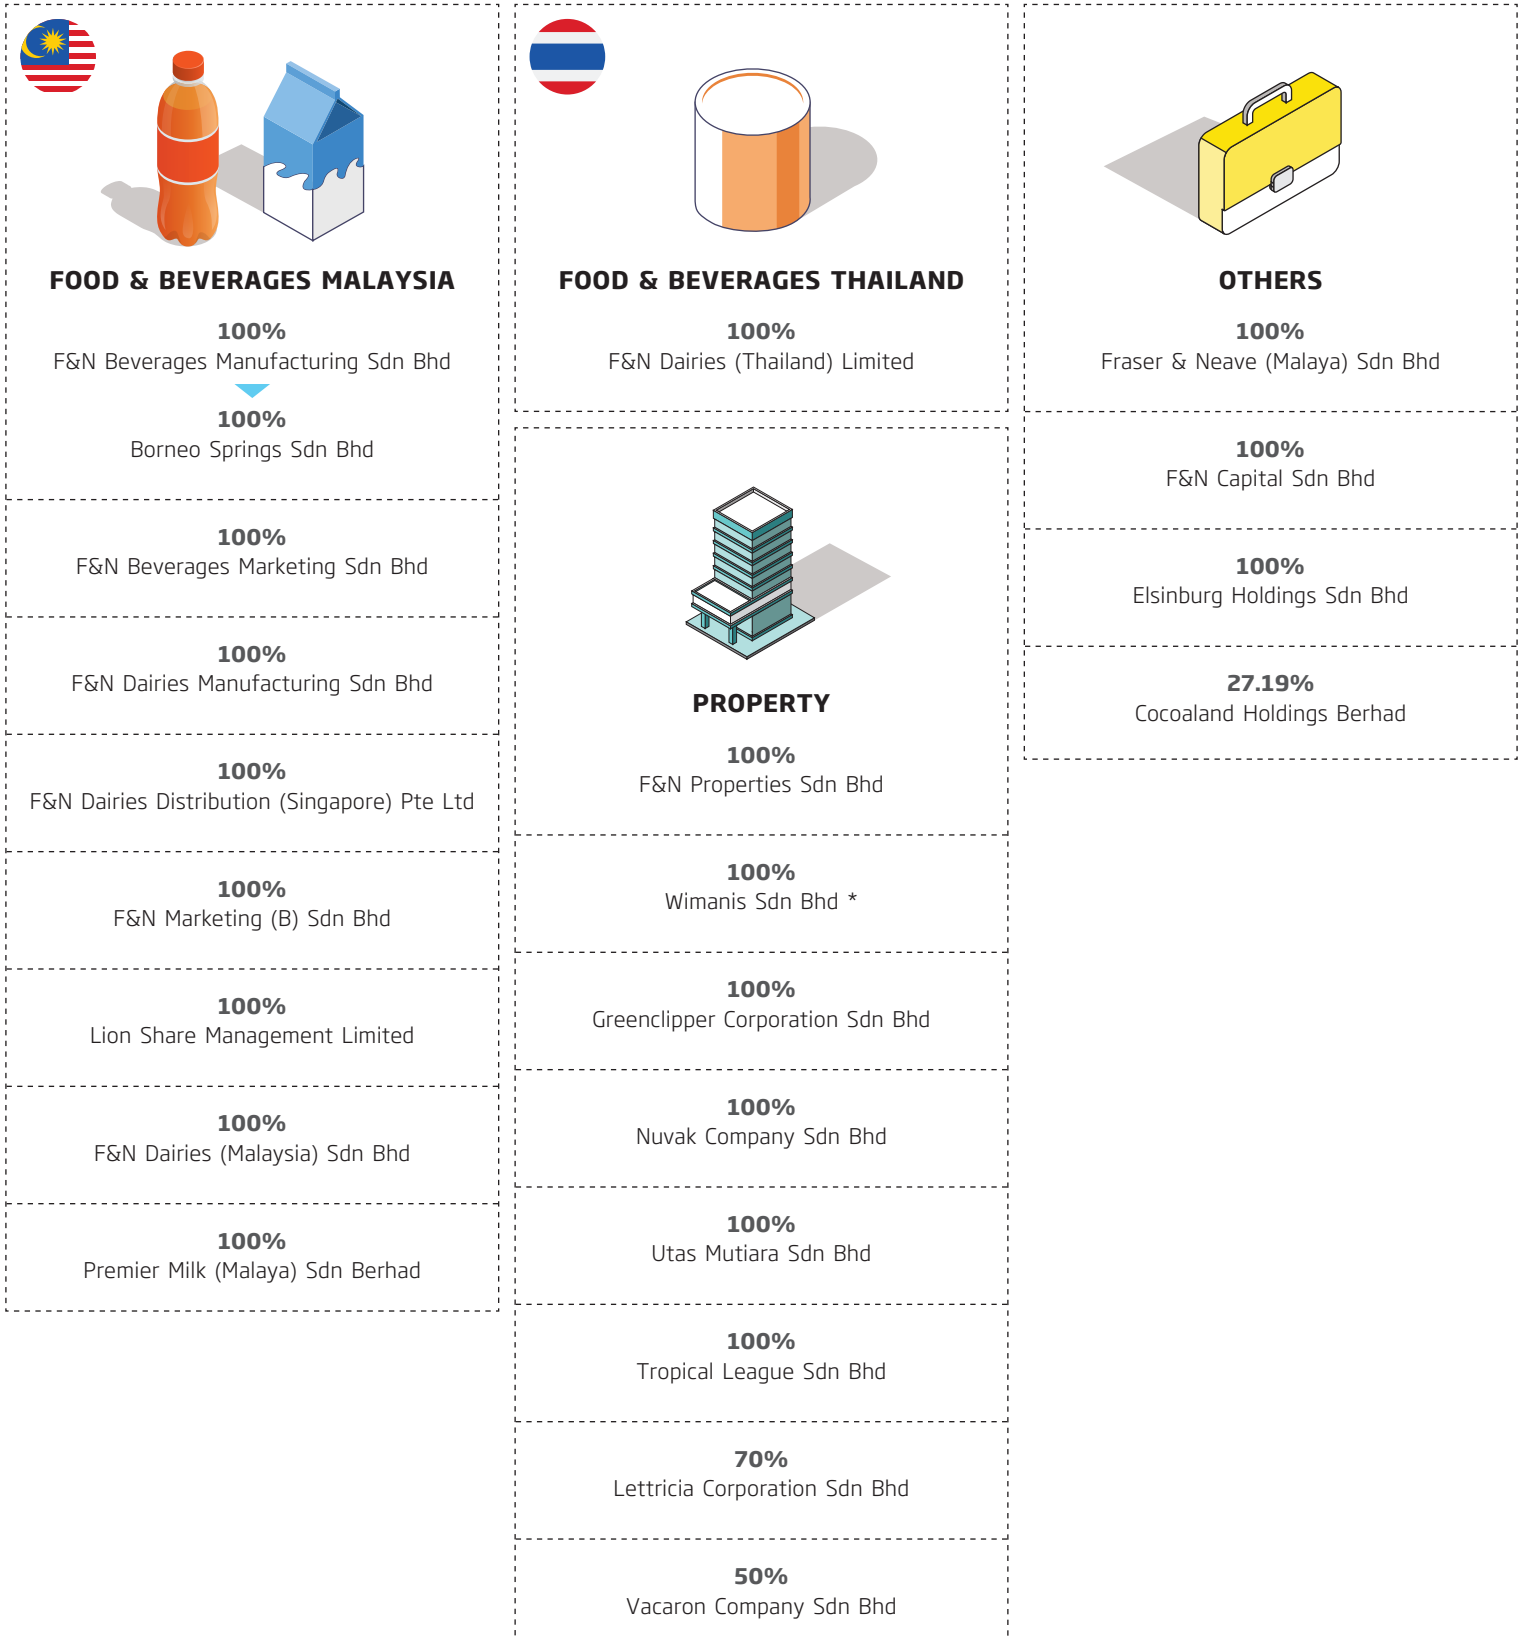 FOOD & BEVERAGES MALAYSIA
100%
F&N Beverages Manufacturing Sdn Bhd
100%
Borneo Springs Sdn Bhd
100%
F&N Beverages Marketing Sdn Bhd
100%
F&N Dairies Manufacturing Sdn Bhd
100%
F&N Dairies Distribution (Singapore) Pte Ltd
100%
F&N Marketing (B) Sdn Bhd
100%
Lion Share Management Limited
100%
F&N Dairies (Malaysia) Sdn Bhd
100%
Premier Milk (Malaya) Sdn Berhad
FOOD & BEVERAGES THAILAND
100%
F&N Dairies (Thailand) Limited
PROPERTY
100%
F&N Properties Sdn Bhd
100%
Wimanis Sdn Bhd *
100%
Greenclipper Corporation Sdn Bhd
100%
Nuvak Company Sdn Bhd
100%
Utas Mutiara Sdn Bhd
100%
Tropical League Sdn Bhd
70%
Lettricia Corporation Sdn Bhd
50%
Vacaron Company Sdn Bhd
OTHERS
100%
Fraser & Neave (Malaya) Sdn Bhd
100%
F&N Capital Sdn Bhd
100%
Elsinburg Holdings Sdn Bhd
27.19%
Cocoaland Holdings Berhad